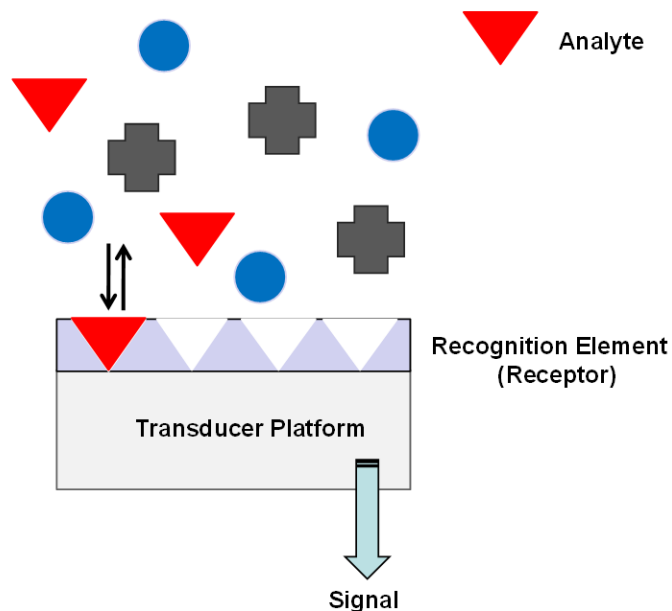 Analyte
Recognition Element
(Receptor)
Transducer Platform
Signal